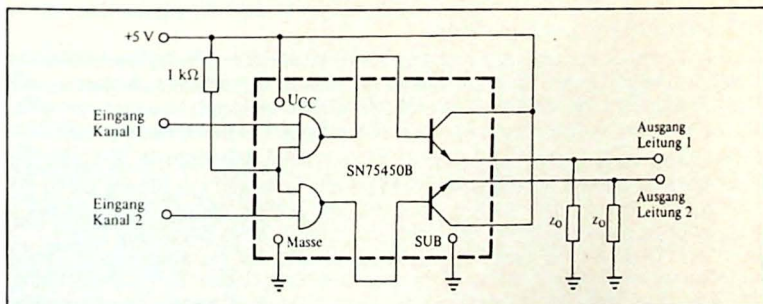 +5 V
1 kΩ
UCC
Eingang
Kanal 1
SN75450B
Ausgang
Leitung 1
Ausgang
Leitung 2
Eingang
Kanal 2
Masse
SUB
z0
z0